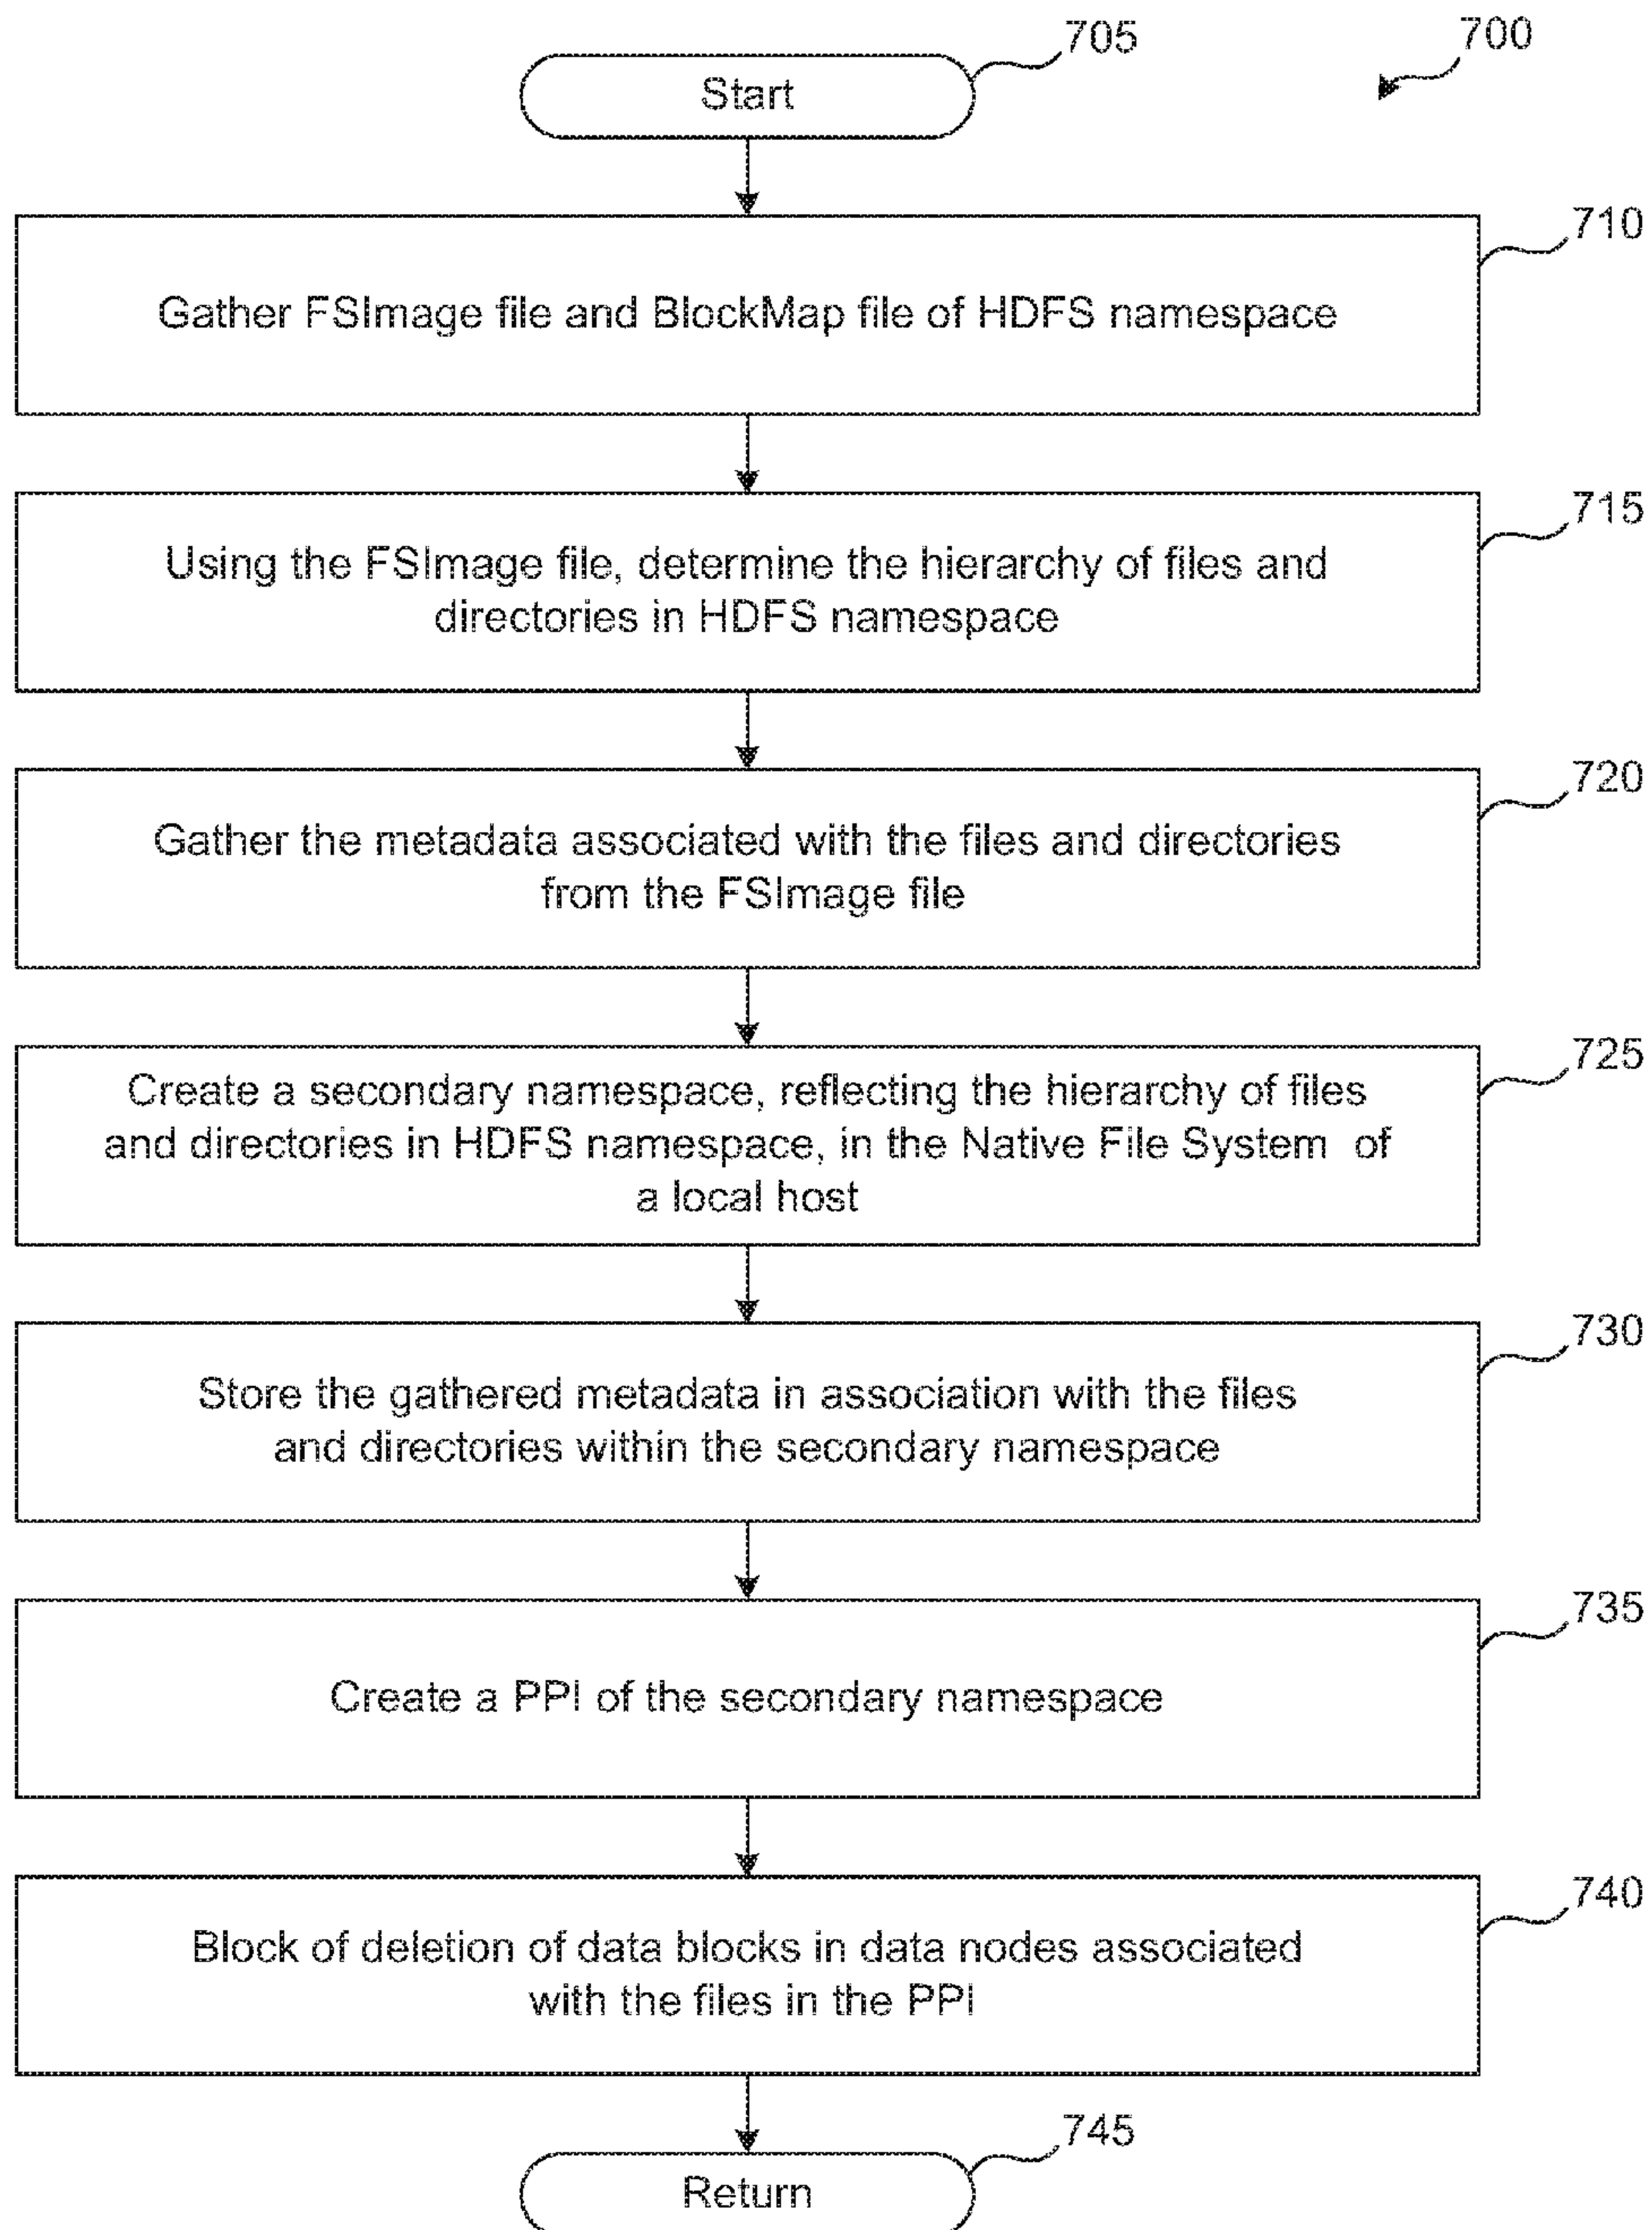 700
705
Start
710
Gather FSImage file and BlockMap file of HDFS namespace
715
Using the FSImage file, determine the hierarchy of files and
directories in HDFS namespace
720
Gather the metadata associated with the files and directories
from the FSImage file
725
Create a secondary namespace, reflecting the hierarchy of files
and directories in HDFS namespace, in the Native File System of
a local host
730
Store the gathered metadata in association with the files
and directories within the secondary namespace
735
Create a PPI of the secondary namespace
740
Block of deletion of data blocks in data nodes associated
with the files in the PPI
745
Return